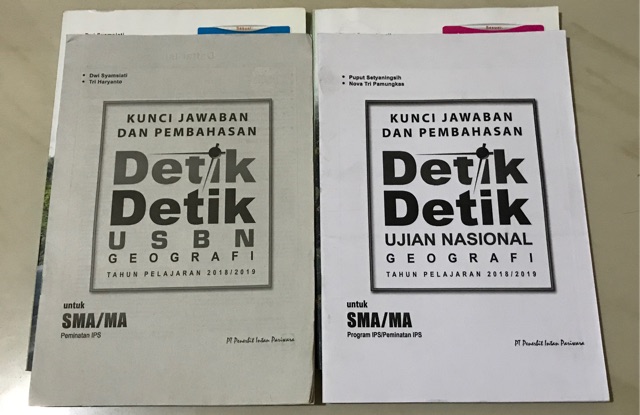 Dwi Syamsiati
Tri Haryanto
KUNCI JAWABAN
DAN PEMBAHASAN
Detik
Detik
USBN
GEOGRAFI
TAHUN PELAJARAN 2018/2019
untuk
SMA/MA
Peminatan IPS
PT Penerbit Intan Pariwara
Puput Setyaningsih
Nova Tri Pamungkas
KUNCI JAWABAN
DAN PEMBAHASAN
Detik
Detik
UJIAN NASIONAL
GEOGRAFI
TAHUN PELAJARAN 2018/2019
untuk
SMA/MA
Program IPS/Peminatan IPS
PT Penerbit Intan Pariwara